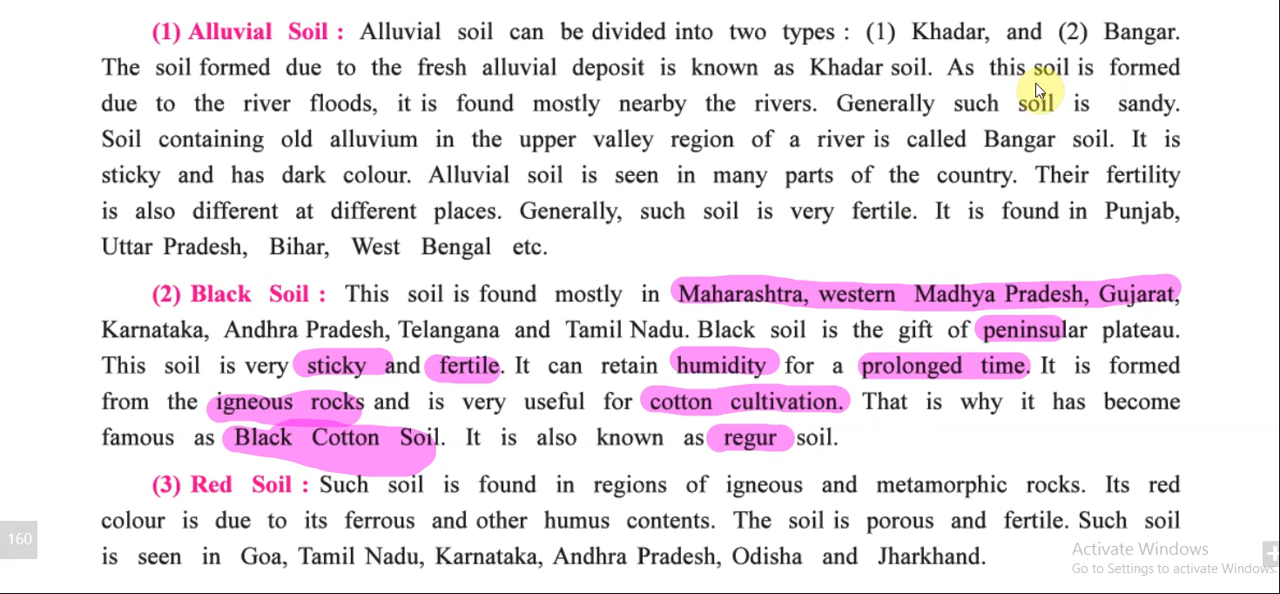 (1) Alluvial Soil : Alluvial soil can be divided into two types : (1) Khadar, and (2) Bangar.
The soil formed due to the fresh alluvial deposit is known as Khadar soil. As this soil is formed
due to the river floods, it is found mostly nearby the rivers. Generally such soil is sandy.
Soil containing old alluvium in the upper valley region of a river is called Bangar soil. It is
sticky and has dark colour. Alluvial soil is seen in many parts of the country. Their fertility
is also different at different places. Generally, such soil is very fertile. It is found in Punjab,
Uttar Pradesh, Bihar, West Bengal etc.
(2) Black Soil : This soil is found mostly in Maharashtra, western Madhya Pradesh, Gujarat,
Karnataka, Andhra Pradesh, Telangana and Tamil Nadu. Black soil is the gift of peninsular plateau.
This soil is very sticky and fertile. It can retain humidity for a prolonged time. It is formed
from the igneous rocks and is very useful for cotton cultivation. That is why it has become
famous as Black Cotton Soil. It is also known as regur soil.
(3) Red Soil : Such soil is found in regions of igneous and metamorphic rocks. Its red
colour is due to its ferrous and other humus contents. The soil is porous and fertile. Such soil
is seen in Goa, Tamil Nadu, Karnataka, Andhra Pradesh, Odisha and Jharkhand.
160
Activate Windows
Go to Settings to activate Windows.